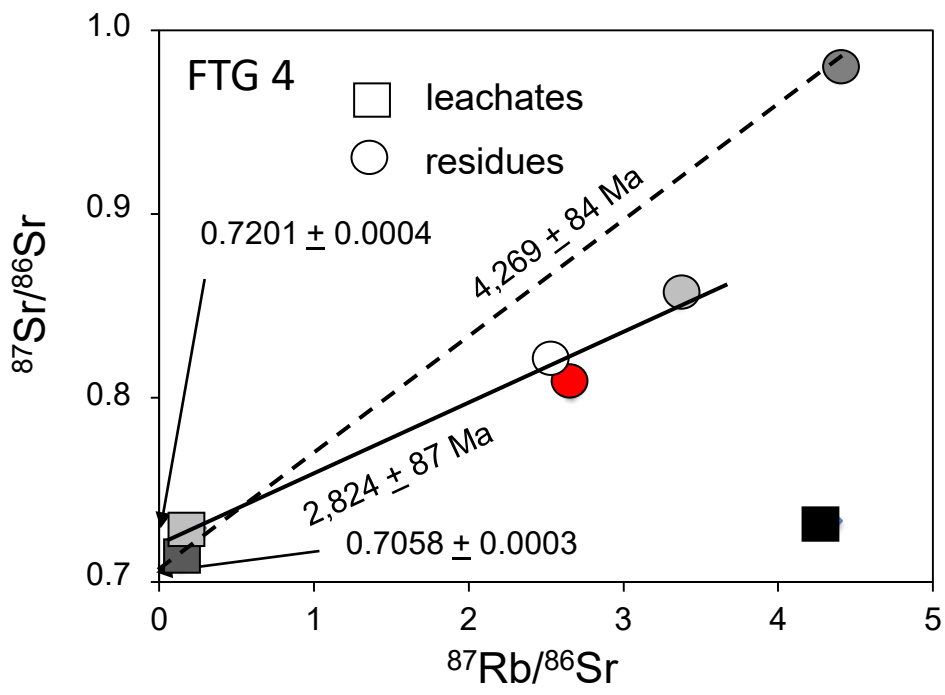 1.0
FTG 4
leachates
residues
0.9
0.7201 ± 0.0004
4,269 ± 84 Ma
87Sr/86Sr
0.8
2,824 ± 87 Ma
0.7058 ± 0.0003
0.7
0 1 2 3 4 5
87Rb/86Sr